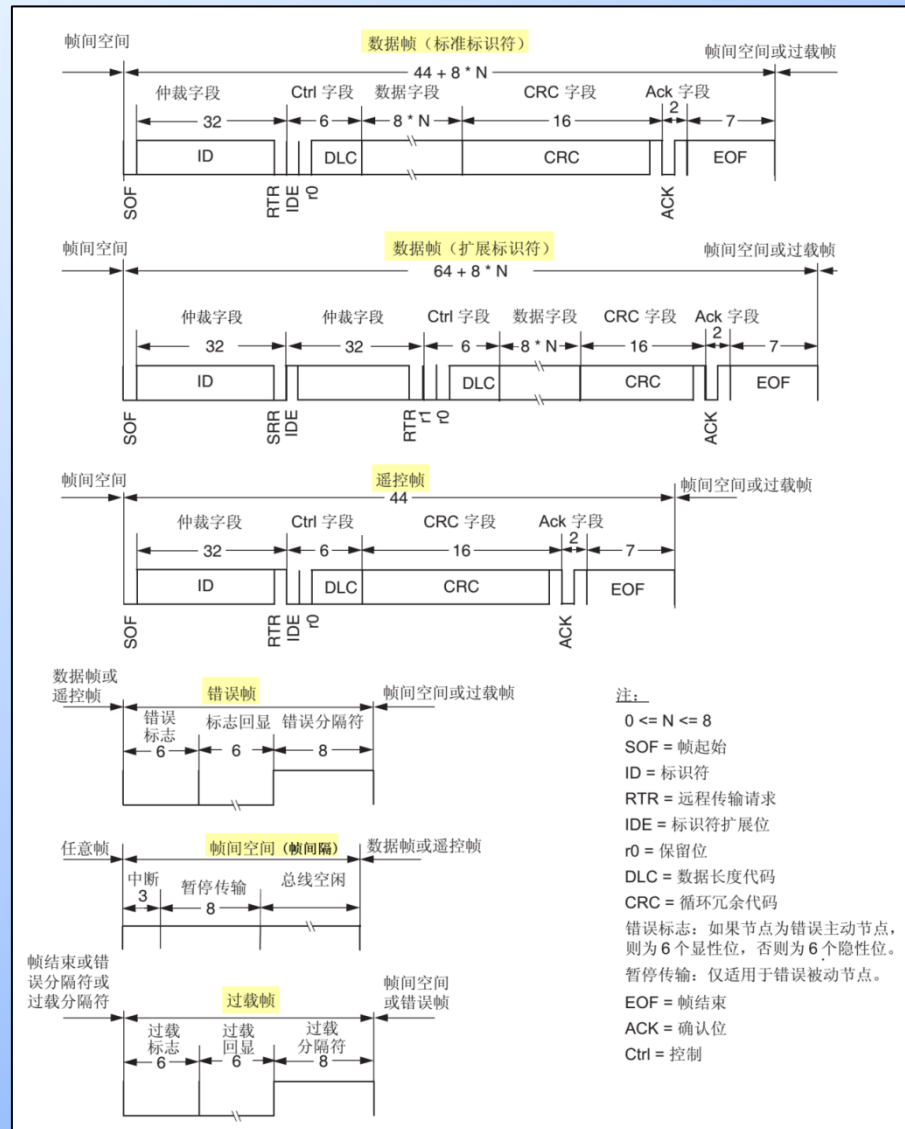 数据帧（标准标识符）
帧间空间
帧间空间或过载帧
44 + 8 * N
仲裁字段 Ctrl 字段 数据字段 CRC 字段 Ack 字段
32 6 8 * N 16 2 7
ID DLC CRC EOF
SOF RTR IDE r0 ACK
数据帧（扩展标识符）
帧间空间
帧间空间或过载帧
64 + 8 * N
仲裁字段 仲裁字段 Ctrl 字段 数据字段 CRC 字段 Ack 字段
32 32 6 8 * N 16 2 7
ID DLC CRC EOF
SOF SRR IDE RTR r1 r0 ACK
遥控帧
帧间空间
帧间空间或过载帧
44
仲裁字段 Ctrl 字段 CRC 字段 Ack 字段
32 6 16 2 7
ID DLC CRC EOF
SOF RTR IDE r0 ACK
数据帧或
遥控帧
错误帧
帧间空间或过载帧
错误
标志
标志回显
错误分隔符
6 6 8
任意帧
帧间空间（帧间隔）
数据帧或遥控帧
中断
暂停传输
总线空闲
3 8
帧结束或错
误分隔符或
过载分隔符
过载帧
帧间空间
或错误帧
过载
标志
过载
回显
过载
分隔符
6 6 8
注：
0 <= N <= 8
SOF = 帧起始
ID = 标识符
RTR = 远程传输请求
IDE = 标识符扩展位
r0 = 保留位
DLC = 数据长度代码
CRC = 循环冗余代码
错误标志：如果节点为错误主动节点，
则为 6 个显性位，否则为 6 个隐性位。
暂停传输：仅适用于错误被动节点。
EOF = 帧结束
ACK = 确认位
Ctrl = 控制